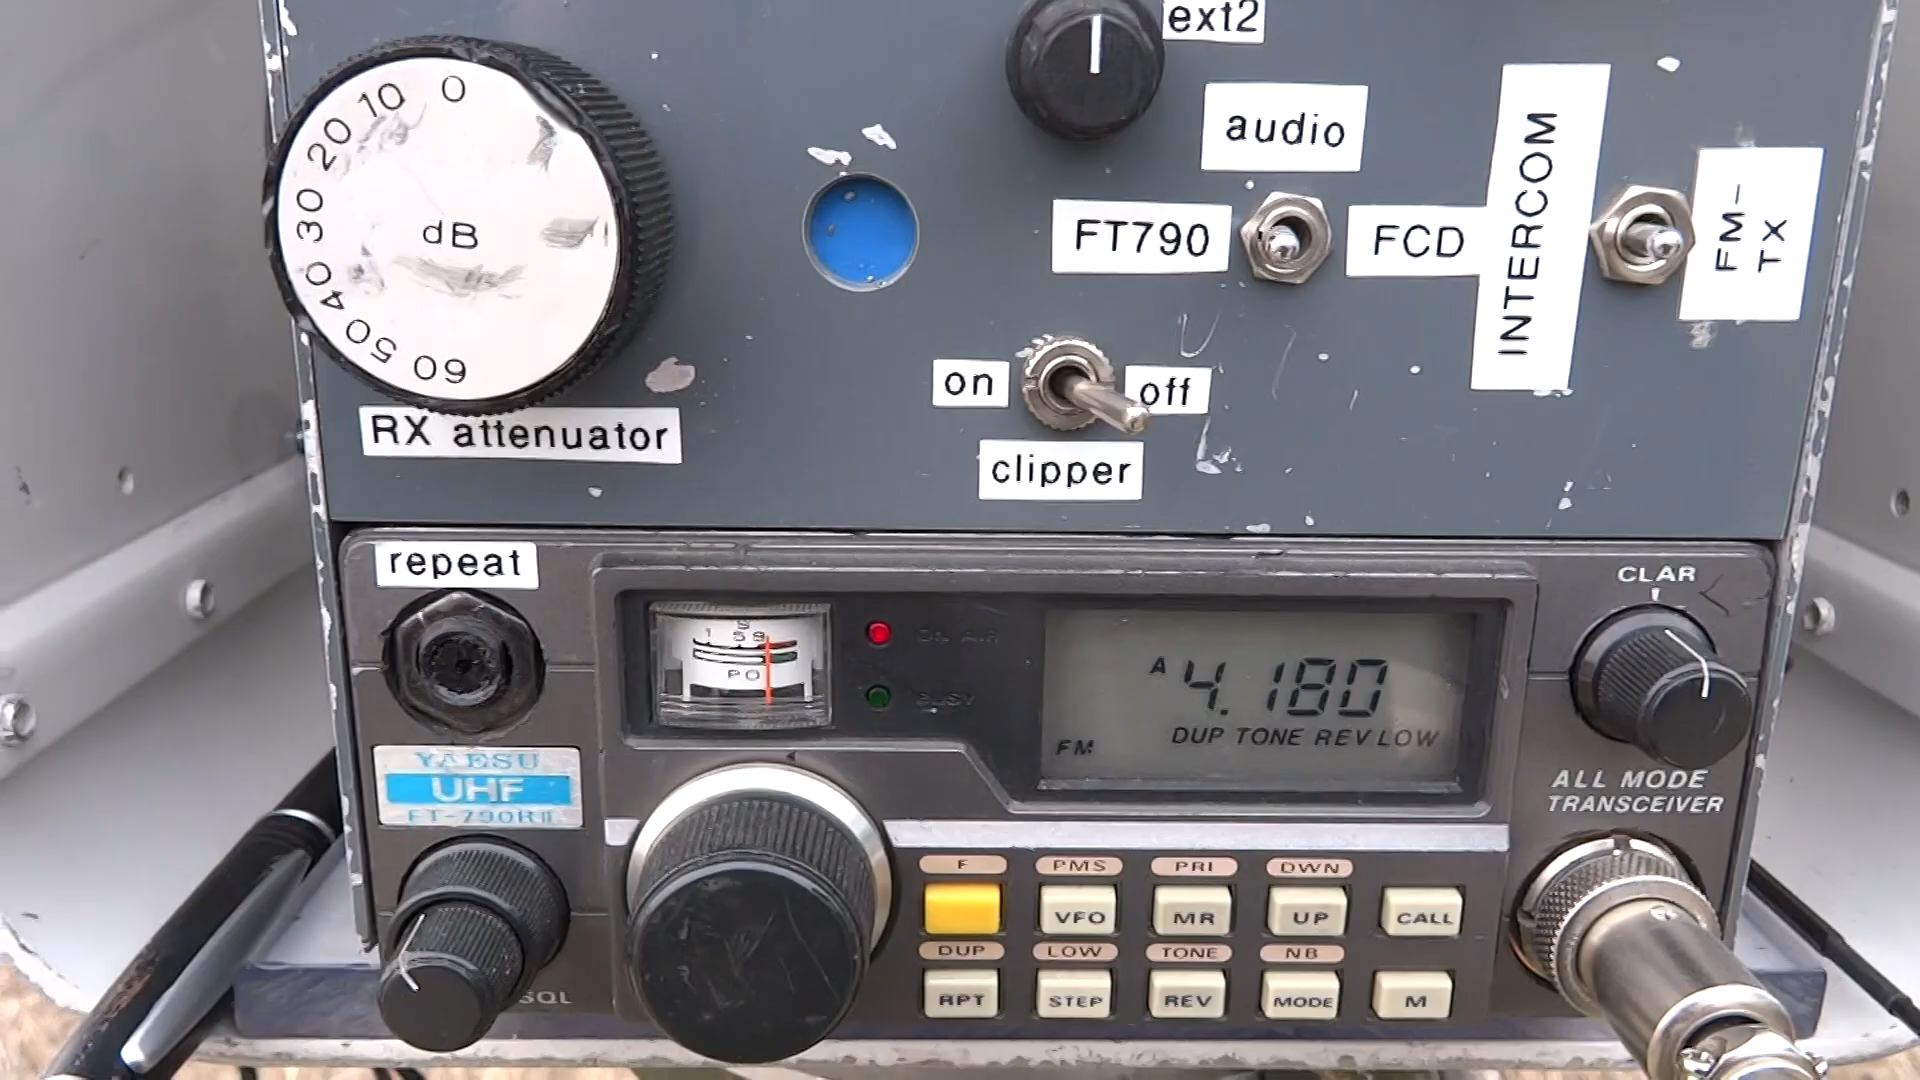 ext2
0
10
20
30
40
50
60
dB
RX attenuator
audio
FT790
FCD
INTERCOM
FM-
TX
on
off
clipper
repeat
S
1 5 9
PO
ON AIR
BUSY
A 4.180
DUP TONE REV LOW
FM
CLAR
YAESU
UHF
FT-790RII
ALL MODE
TRANSCEIVER
SQL
F PMS PRI DWN
VFO MR UP CALL
DUP LOW TONE NB
RPT STEP REV MODE M